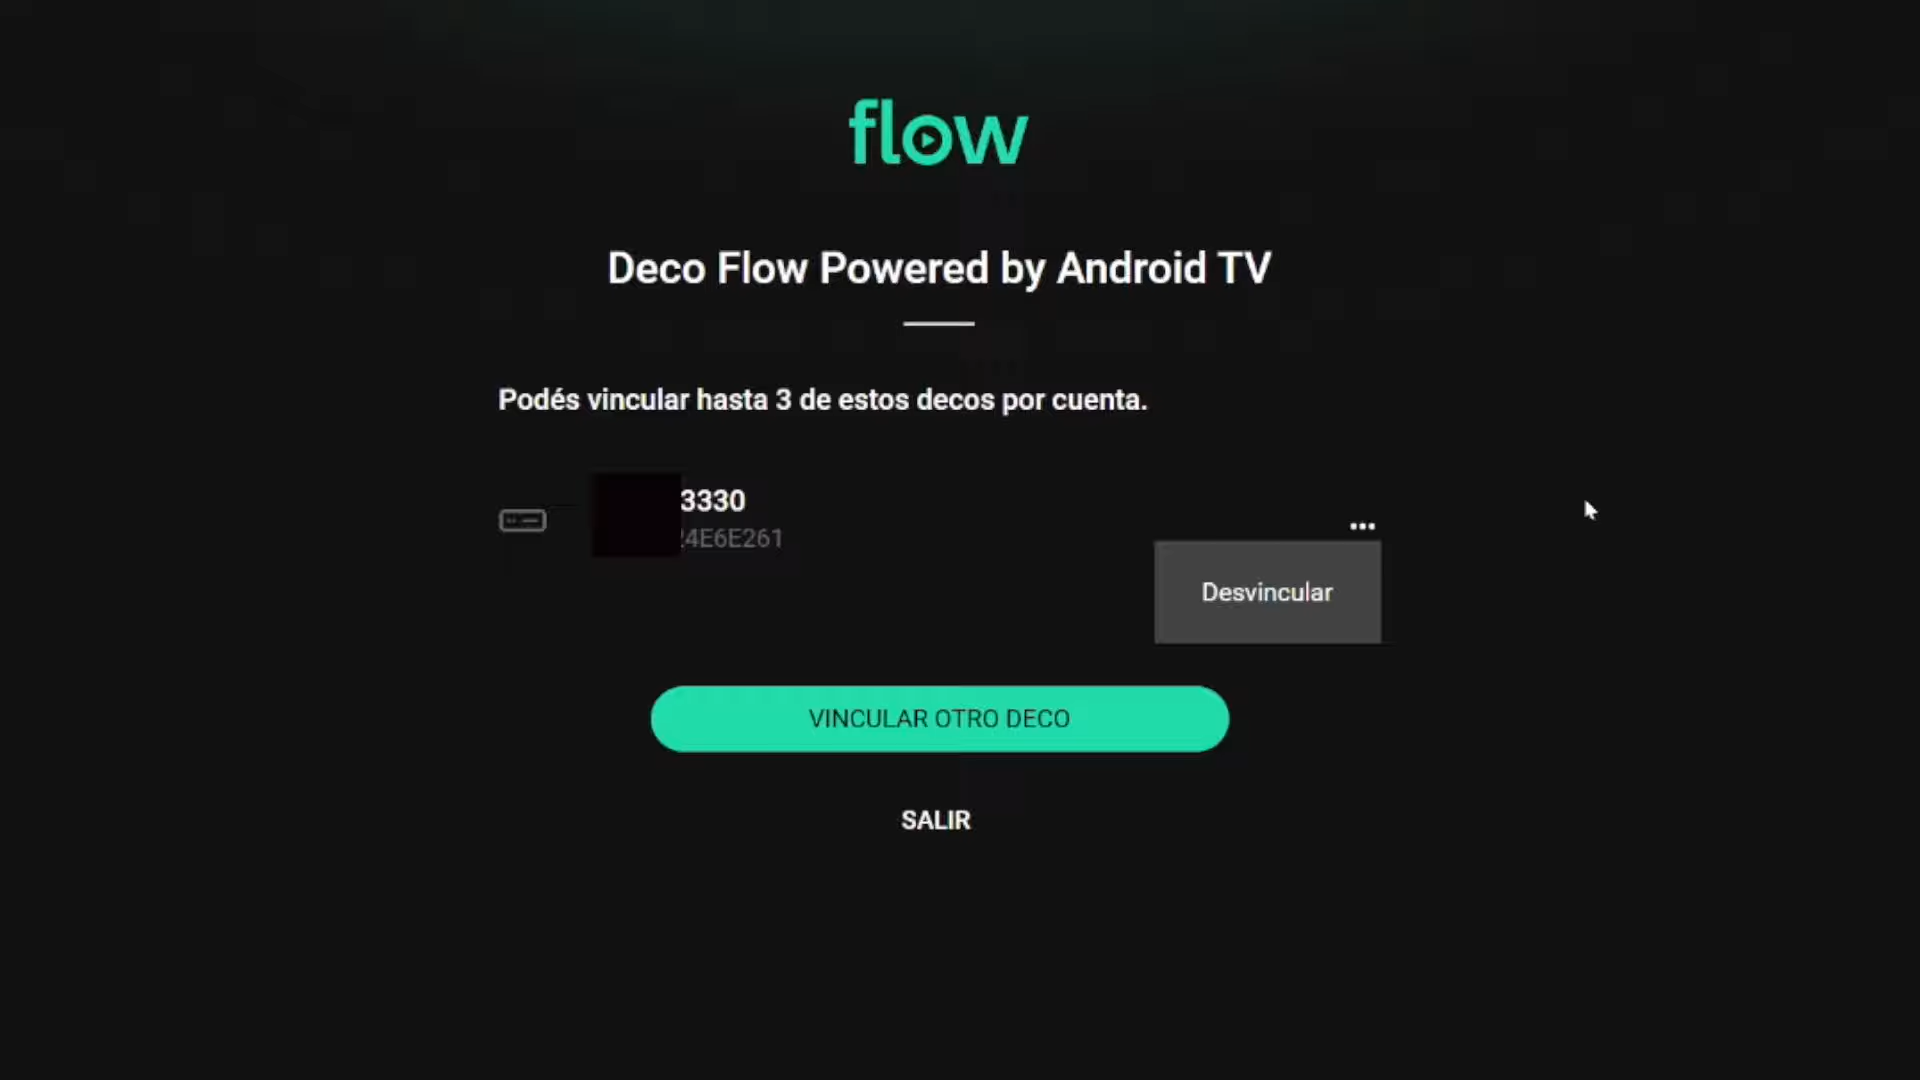 flow
Deco Flow Powered by Android TV
Podés vincular hasta 3 de estos decos por cuenta.
3330
4E6E261
Desvincular
VINCULAR OTRO DECO
SALIR